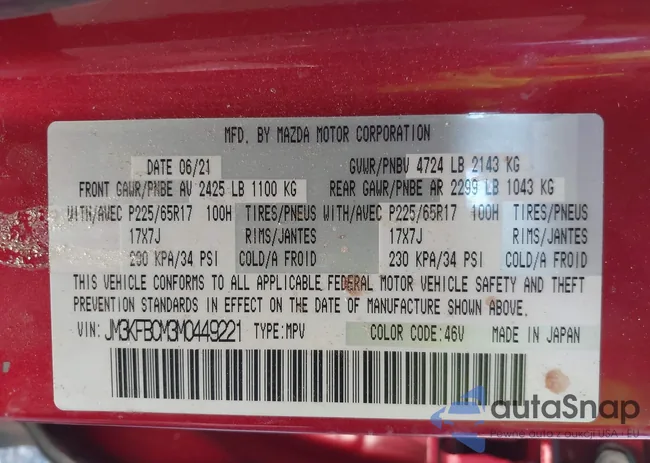 MFD. BY MAZDA MOTOR CORPORATION
DATE 06/21 GVWR/PNBV 4724 LB 2143 KG
FRONT GAWR/PNBE AV 2425 LB 1100 KG REAR GAWR/PNBE AR 2299 LB 1043 KG
WITH/AVEC P225/65R17 100H TIRES/PNEUS WITH/AVEC P225/65R17 100H TIRES/PNEUS
17X7J RIMS/JANTES 17X7J RIMS/JANTES
230 KPA/34 PSI COLD/A FROID 230 KPA/34 PSI COLD/A FROID
THIS VEHICLE CONFORMS TO ALL APPLICABLE FEDERAL MOTOR VEHICLE SAFETY AND THEFT
PREVENTION STANDARDS IN EFFECT ON THE DATE OF MANUFACTURE SHOWN ABOVE.
VIN: JM3KFBCM3M0449221 TYPE:MPV COLOR CODE:46V MADE IN JAPAN
autoSnap
Pewne auta z aukcji USA i EU